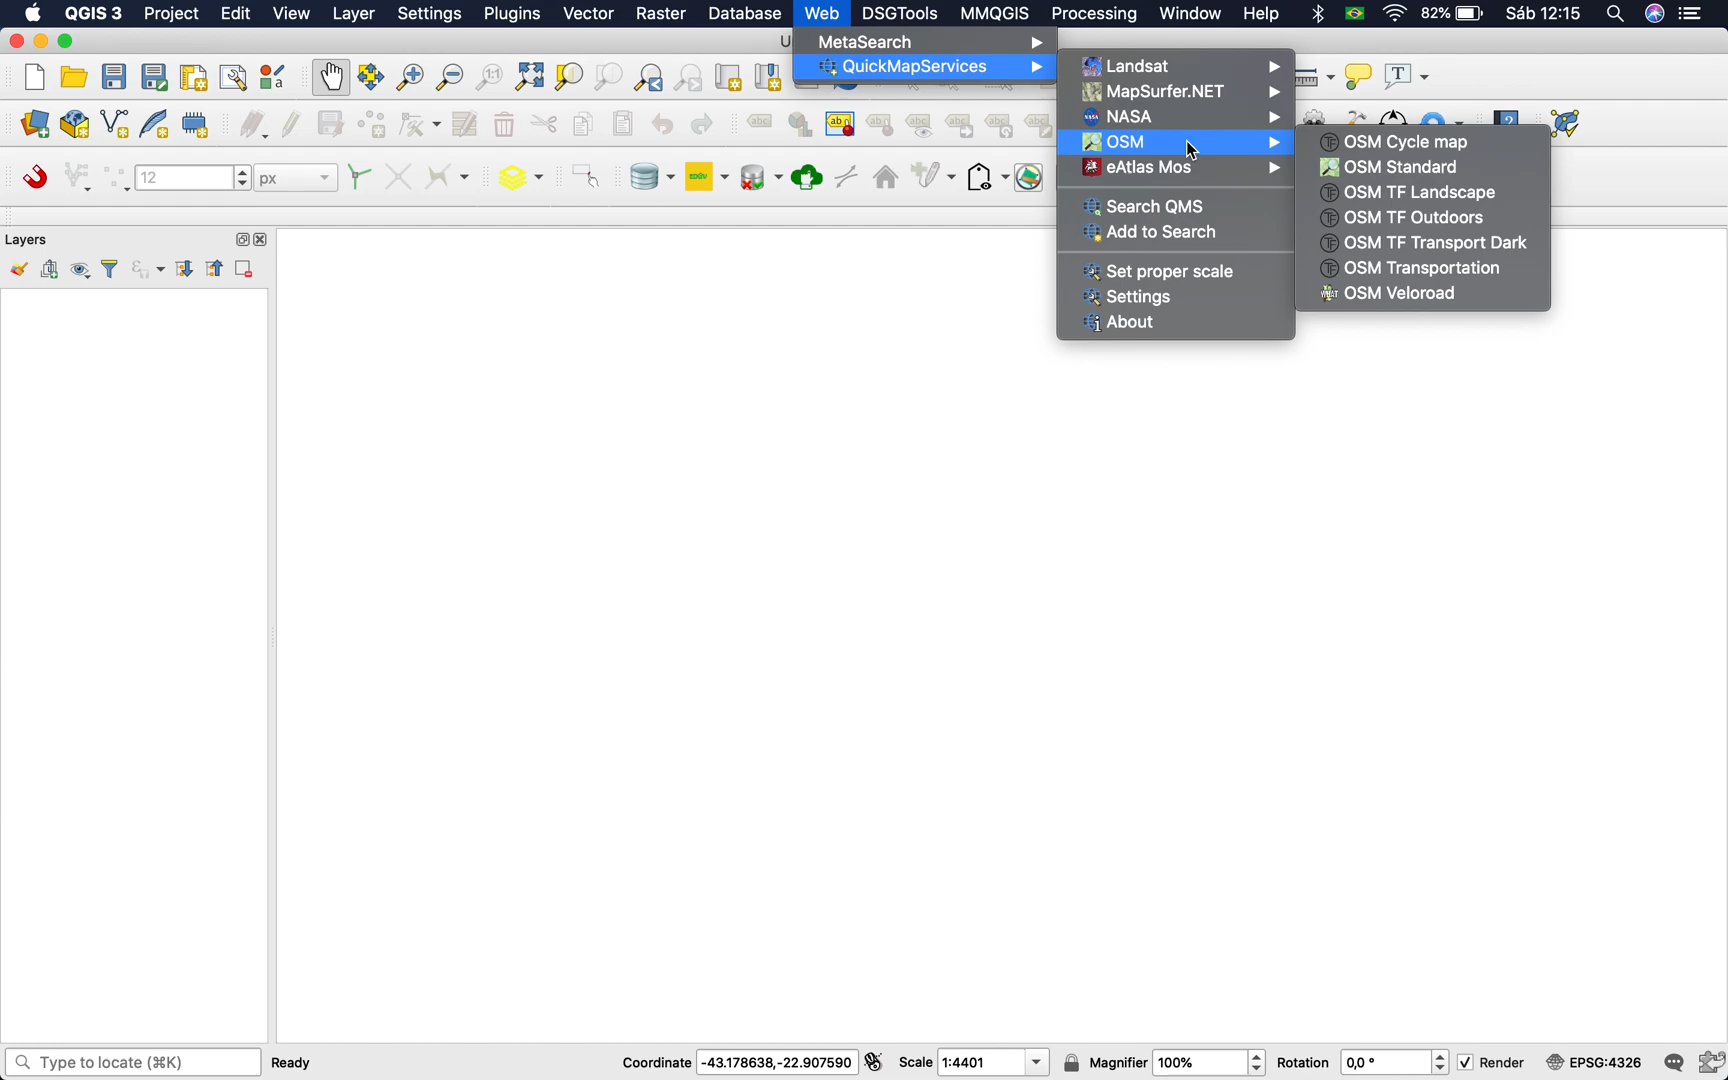 QGIS 3 Project Edit View Layer Settings Plugins Vector Raster Database Web DSGTools MMQGIS Processing Window Help 82% Sáb 12:15
U
MetaSearch
QuickMapServices
Landsat
MapSurfer.NET
NASA
OSM
eAtlas Mos
Search QMS
Add to Search
Set proper scale
Settings
About
OSM Cycle map
OSM Standard
OSM TF Landscape
OSM TF Outdoors
OSM TF Transport Dark
OSM Transportation
OSM Veloroad
12 px
Layers
Type to locate (⌘K) Ready Coordinate -43.178638,-22.907590 Scale 1:4401 Magnifier 100% Rotation 0,0 ° Render EPSG:4326